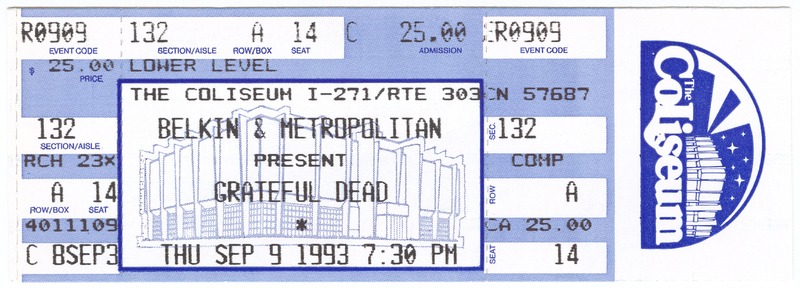 R0909 132 A 14 C 25.00 R0909
EVENT CODE SECTION/AISLE ROW/BOX SEAT ADMISSION EVENT CODE
$ 25.00 LOWER LEVEL
PRICE
THE COLISEUM I-271/RTE 303 CN 57687
132 BELKIN & METROPOLITAN SEC. 132
SECTION/AISLE
RCH 23X PRESENT COMP
A 14 GRATEFUL DEAD ROW A
ROW/BOX SEAT
4011109 * CA 25.00
C 8SEP3 THU SEP 9 1993 7:30 PM SEAT 14
The Coliseum